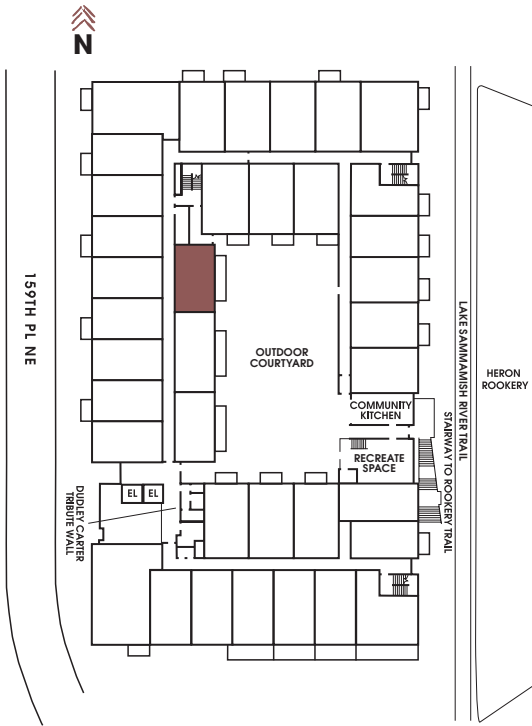 N
159TH PL NE
OUTDOOR
COURTYARD
COMMUNITY
KITCHEN
RECREATE
SPACE
LAKE SAMMAMISH RIVER TRAIL
STAIRWAY TO ROOKERY TRAIL
HERON
ROOKERY
EL
EL
DUDLEY CARTER
TRIBUTE WALL